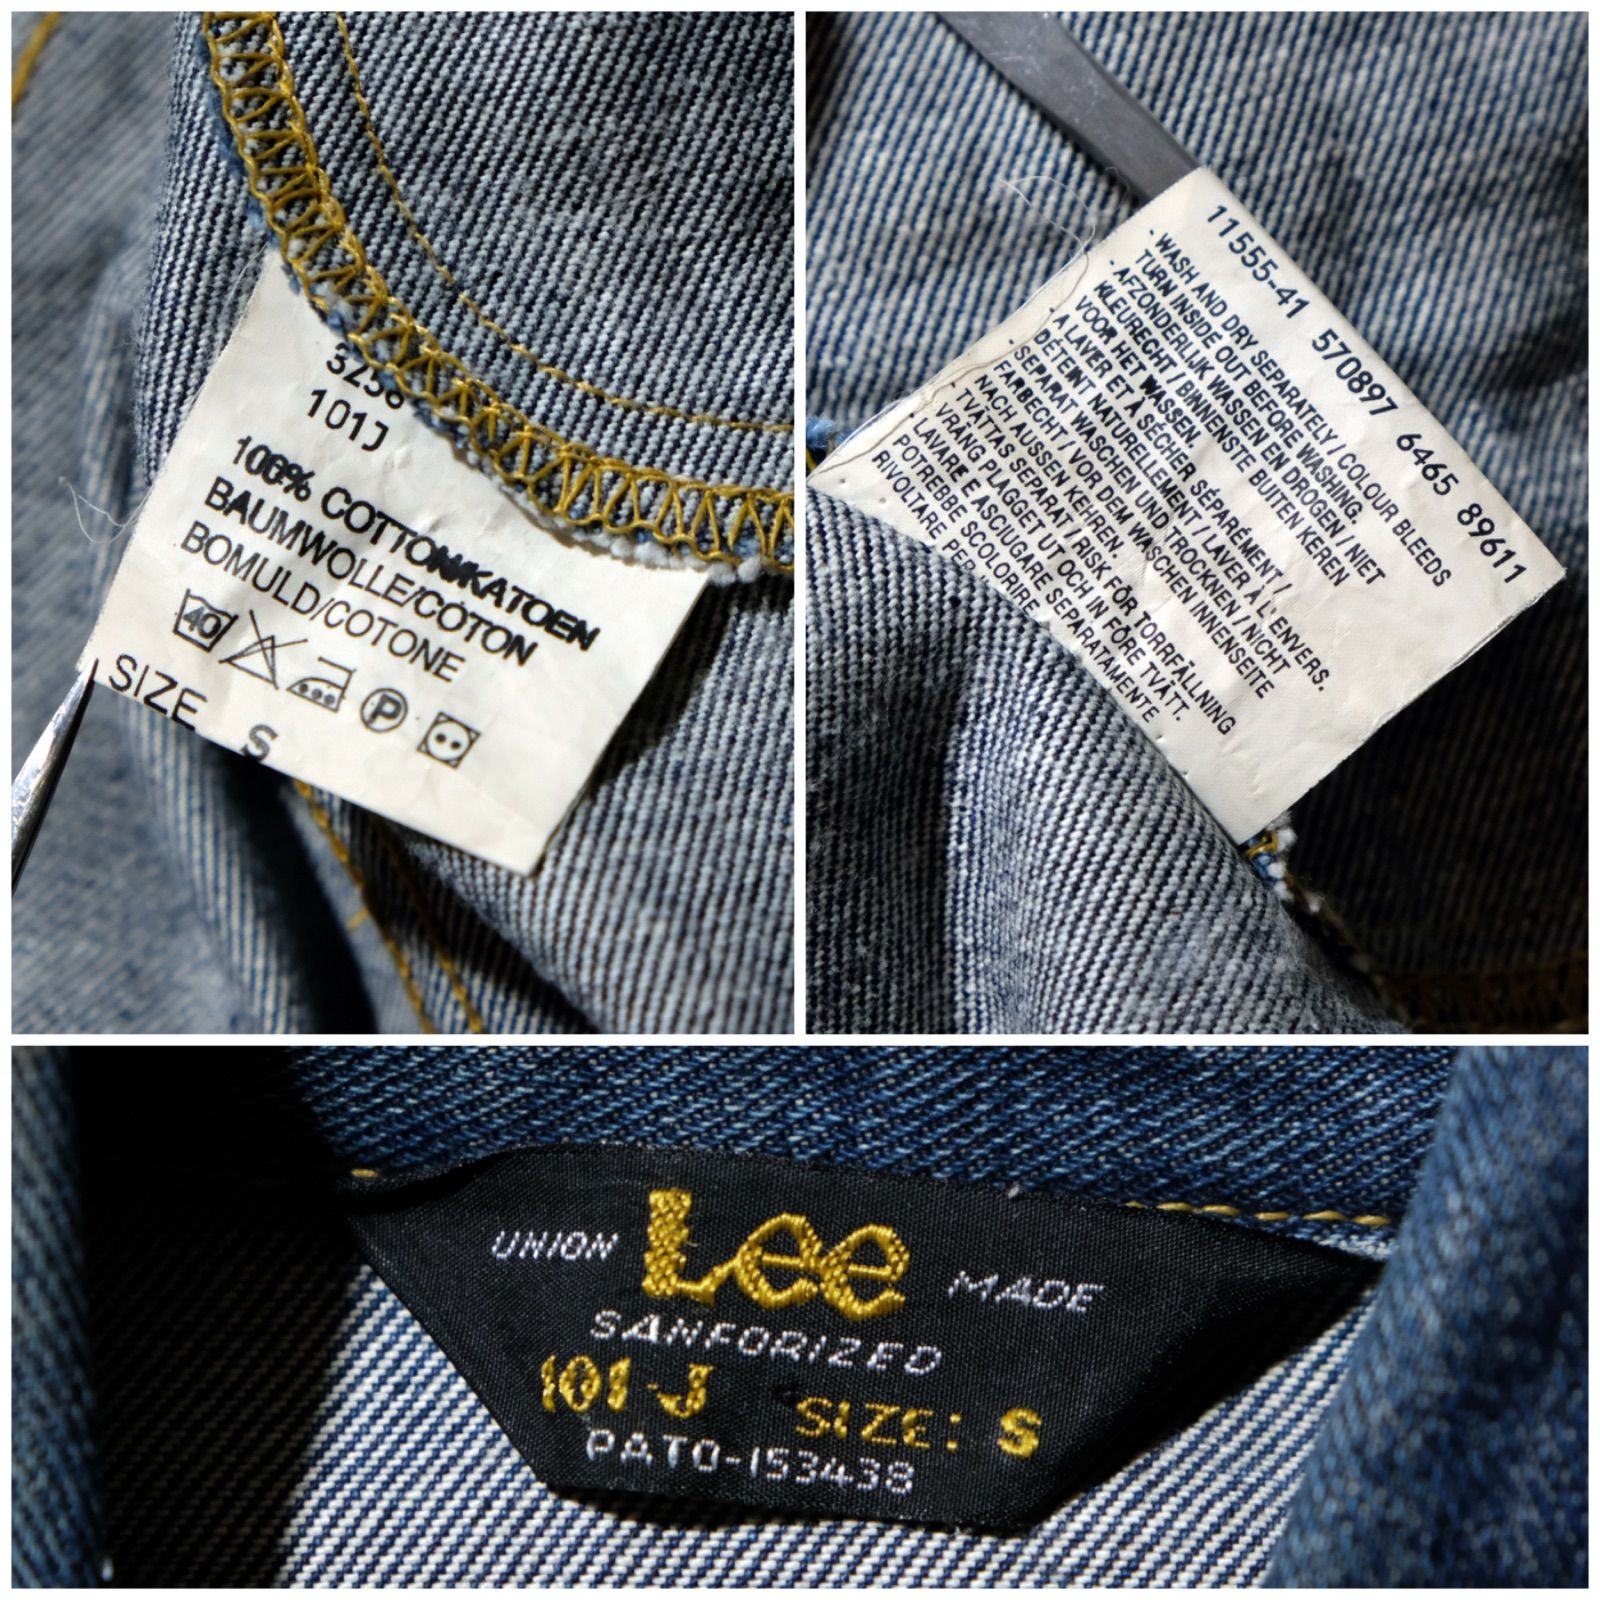 101J
100% COTTON/KATOEN
BAUMWOLLE/COTON
BOMULD/COTONE
40
P
SIZE S
11555-41 570897 6465 89611
- WASH AND DRY SEPARATELY / COLOUR BLEEDS
TURN INSIDE OUT BEFORE WASHING.
- AFZONDERLIJK WASSEN EN DROGEN / NIET
KLEURECHT / BINNENSTE BUITEN KEREN
VOOR HET WASSEN.
- A LAVER ET A SÉCHER SÉPARÉMENT /
DÉTEINT NATURELLEMENT / LAVER À L'ENVERS.
- SEPARAT WASCHEN UND TROCKNEN / NICHT
FARBECHT / VOR DEM WASCHEN INNENSEITE
NACH AUSSEN KEHREN.
- TVÄTTAS SEPARAT / RISK FÖR TORRFÄLLNING
VRÄNG PLAGGET UT OCH IN FÖRE TVÄTT.
- LAVARE E ASCIUGARE SEPARATAMENTE
POTREBBE SCOLORIRE
RIVOLTARE
UNION Lee MADE
SANFORIZED
101-J SIZE: S
PATD-153438